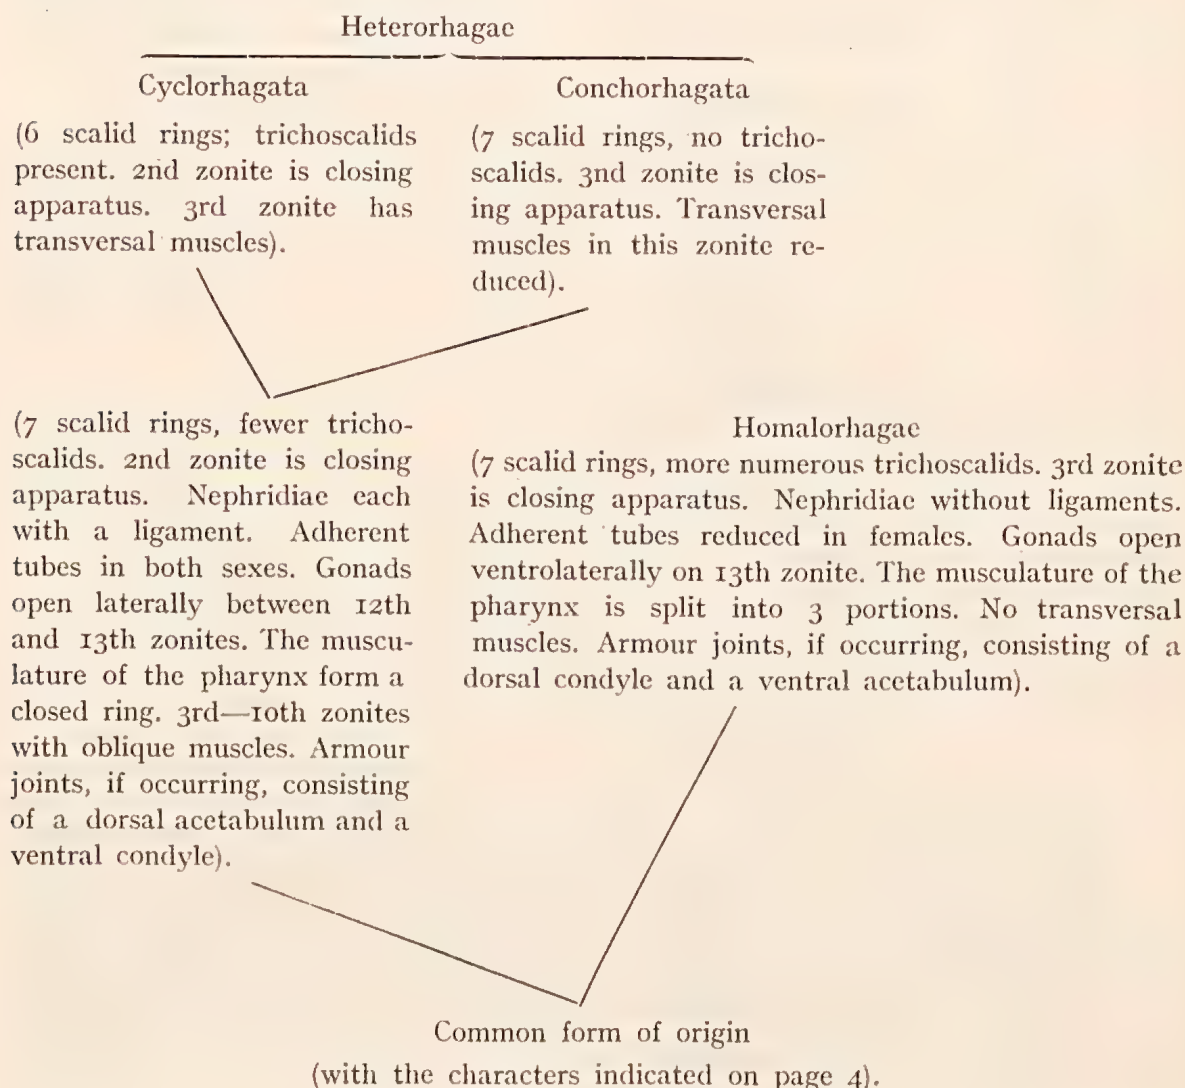 Heterorhagae
Cyclorhagata
(6 scalid rings; trichoscalids
present. 2nd zonite is closing
apparatus. 3rd zonite has
transversal muscles).
Conchorhagata
(7 scalid rings, no tricho-
scalids. 3nd zonite is clos-
ing apparatus. Transversal
muscles in this zonite re-
duced).
(7 scalid rings, fewer tricho-
scalids. 2nd zonite is closing
apparatus. Nephridiae each
with a ligament. Adherent
tubes in both sexes. Gonads
open laterally between 12th
and 13th zonites. The muscu-
lature of the pharynx form a
closed ring. 3rd—10th zonites
with oblique muscles. Armour
joints, if occurring, consisting
of a dorsal acetabulum and a
ventral condyle).
Homalorhagae
(7 scalid rings, more numerous trichoscalids. 3rd zonite
is closing apparatus. Nephridiae without ligaments.
Adherent tubes reduced in females. Gonads open
ventrolaterally on 13th zonite. The musculature of the
pharynx is split into 3 portions. No transversal
muscles. Armour joints, if occurring, consisting of a
dorsal condyle and a ventral acetabulum).
Common form of origin
(with the characters indicated on page 4).